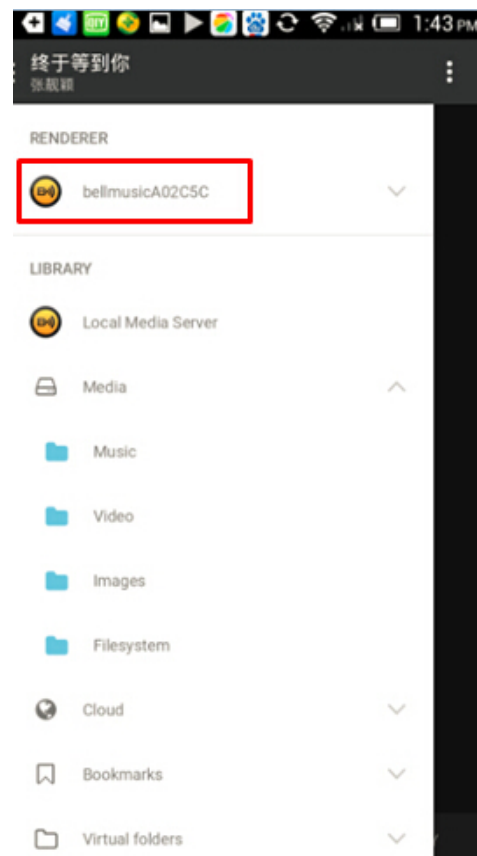 1:43 PM
终于等到你
张靓颖
RENDERER
bellmusicA02C5C
LIBRARY
Local Media Server
Media
Music
Video
Images
Filesystem
Cloud
Bookmarks
Virtual folders